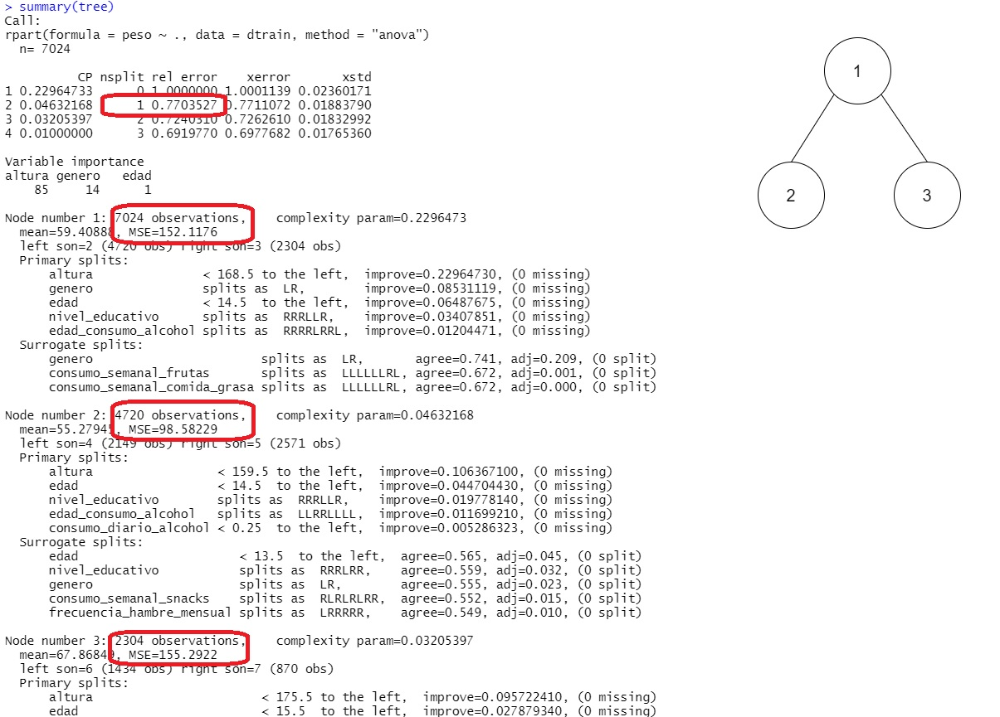 > summary(tree)
Call:
rpart(formula = peso ~ ., data = dtrain, method = "anova")
  n= 7024

          CP nsplit rel error    xerror       xstd
1 0.22964733      0 1.0000000 1.0001139 0.02360171
2 0.04632168      1 0.7703527 0.7711072 0.01883790
3 0.03205397      2 0.7240310 0.7262610 0.01832992
4 0.01000000      3 0.6919770 0.6977682 0.01765360

Variable importance
altura genero   edad
    85     14      1

Node number 1: 7024 observations,    complexity param=0.2296473
  mean=59.40888, MSE=152.1176
  left son=2 (4720 obs) right son=3 (2304 obs)
  Primary splits:
      altura               < 168.5 to the left,  improve=0.22964730, (0 missing)
      genero               splits as  LR,        improve=0.08531119, (0 missing)
      edad                 < 14.5  to the left,  improve=0.06487675, (0 missing)
      nivel_educativo      splits as  RRRLLR,    improve=0.03407851, (0 missing)
      edad_consumo_alcohol splits as  RRRRLRRL,  improve=0.01204471, (0 missing)
  Surrogate splits:
      genero                       splits as  LR,       agree=0.741, adj=0.209, (0 split)
      consumo_semanal_frutas       splits as  LLLLLLRL, agree=0.672, adj=0.001, (0 split)
      consumo_semanal_comida_grasa splits as  LLLLLLRL, agree=0.672, adj=0.000, (0 split)

Node number 2: 4720 observations,    complexity param=0.04632168
  mean=55.27945, MSE=98.58229
  left son=4 (2149 obs) right son=5 (2571 obs)
  Primary splits:
      altura                 < 159.5 to the left,  improve=0.106367100, (0 missing)
      edad                   < 14.5  to the left,  improve=0.044704430, (0 missing)
      nivel_educativo        splits as  RRRLLR,    improve=0.019778140, (0 missing)
      edad_consumo_alcohol   splits as  LLRRLLLL,  improve=0.011699210, (0 missing)
      consumo_diario_alcohol < 0.25  to the left,  improve=0.005286323, (0 missing)
  Surrogate splits:
      edad                      < 13.5  to the left,  agree=0.565, adj=0.045, (0 split)
      nivel_educativo           splits as  RRRLRR,    agree=0.559, adj=0.032, (0 split)
      genero                    splits as  LR,        agree=0.555, adj=0.023, (0 split)
      consumo_semanal_snacks    splits as  RLRLRLRR,  agree=0.552, adj=0.015, (0 split)
      frecuencia_hambre_mensual splits as  LRRRRR,    agree=0.549, adj=0.010, (0 split)

Node number 3: 2304 observations,    complexity param=0.03205397
  mean=67.86849, MSE=155.2922
  left son=6 (1434 obs) right son=7 (870 obs)
  Primary splits:
      altura                       < 175.5 to the left,  improve=0.095722410, (0 missing)
      edad                         < 15.5  to the left,  improve=0.027879340, (0 missing)
1
2
3